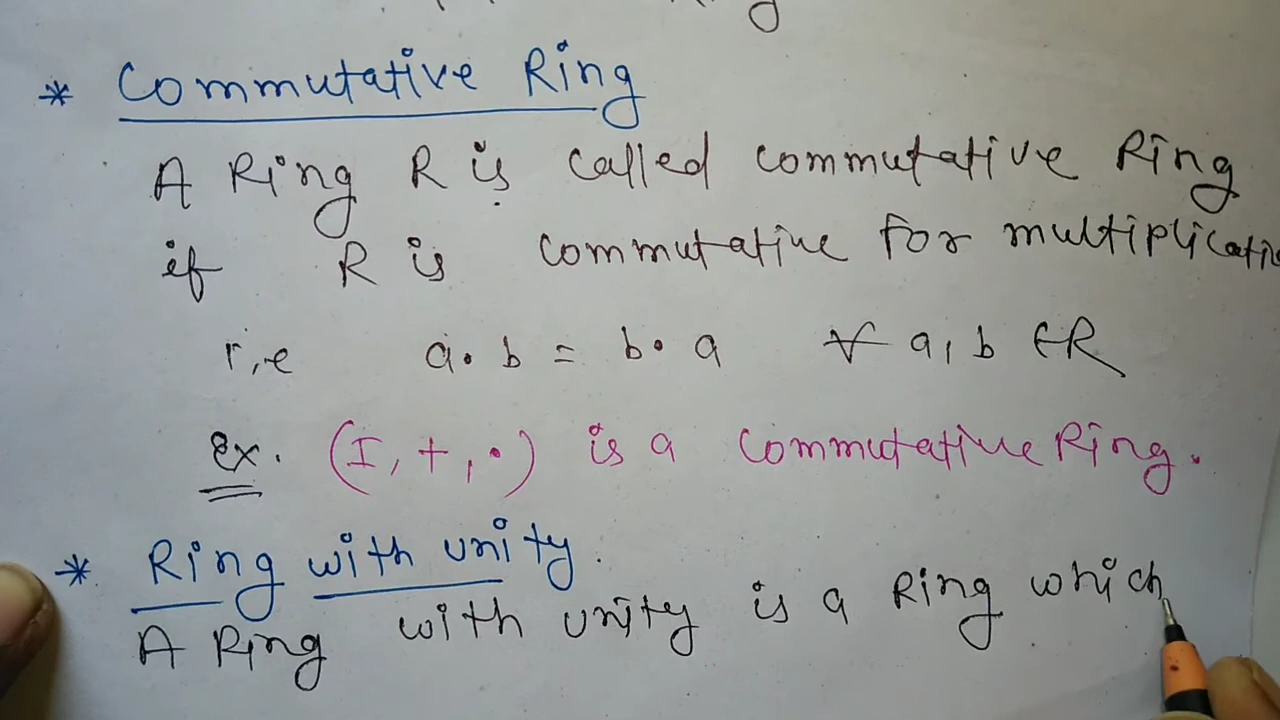 * Commutative Ring
A Ring R is called commutative Ring
if R is commutative for multiplicatio
i,e a·b = b·a ∀ a,b ∈R
ex. (I,+,·) is a commutative Ring.
* Ring with unity.
A Ring with unity is a Ring which